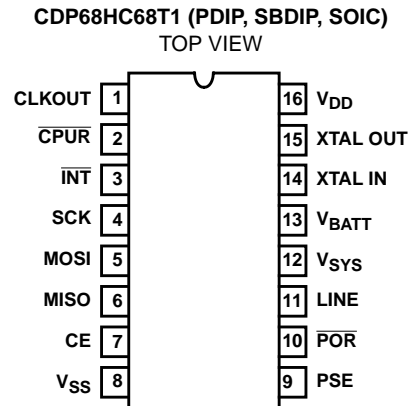 CDP68HC68T1 (PDIP, SBDIP, SOIC)
TOP VIEW
CLKOUT 1 16 VDD
CPUR 2 15 XTAL OUT
INT 3 14 XTAL IN
SCK 4 13 VBATT
MOSI 5 12 VSYS
MISO 6 11 LINE
CE 7 10 POR
VSS 8 9 PSE